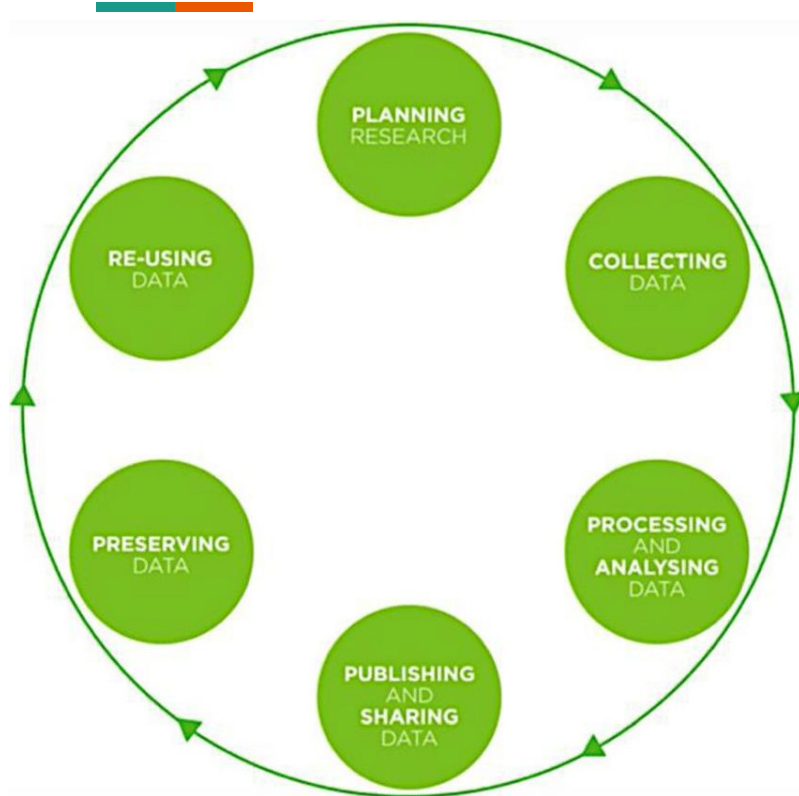 PLANNING
RESEARCH
COLLECTING
DATA
PROCESSING
AND
ANALYSING
DATA
PUBLISHING
AND
SHARING
DATA
PRESERVING
DATA
RE-USING
DATA